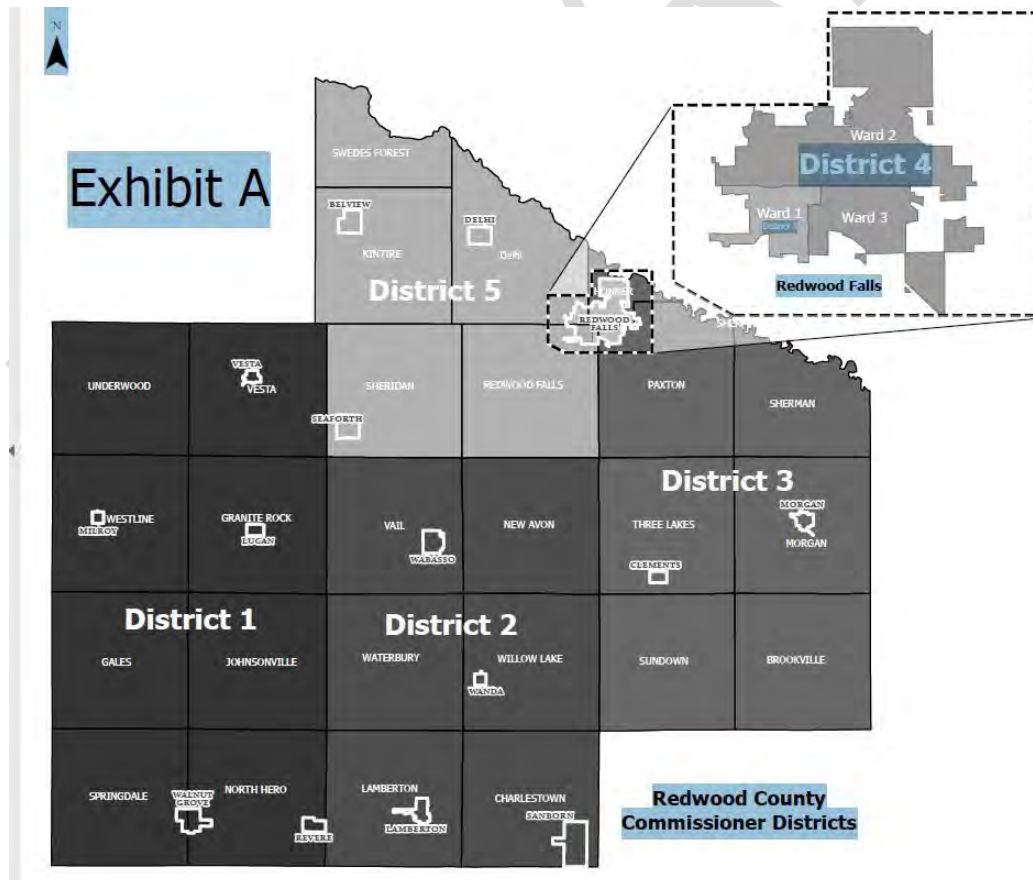 N
Exhibit A
SWEDES FOREST
BELVIEW
KINTIRE
DELHI
Delhi
District 5
HONNER
REDWOOD
FALLS
Ward 2
District 4
Ward 1
Ward 3
Redwood Falls
UNDERWOOD
VESTA
VESTA
SHERIDAN
REDWOOD FALLS
PAXTON
SHERMAN
SEAFORTH
District 3
WESTLINE
MILROY
GRANITE ROCK
LUCAN
VAIL
WABASSO
NEW AVON
THREE LAKES
CLEMENTS
MORGAN
MORGAN
District 1
District 2
GALES
JOHNSONVILLE
WATERBURY
WILLOW LAKE
WANDA
SUNDOWN
BROOKVILLE
SPRINGDALE
WALNUT
GROVE
NORTH HERO
REVERE
LAMBERTON
LAMBERTON
CHARLESTOWN
SANBORN
Redwood County
Commissioner Districts